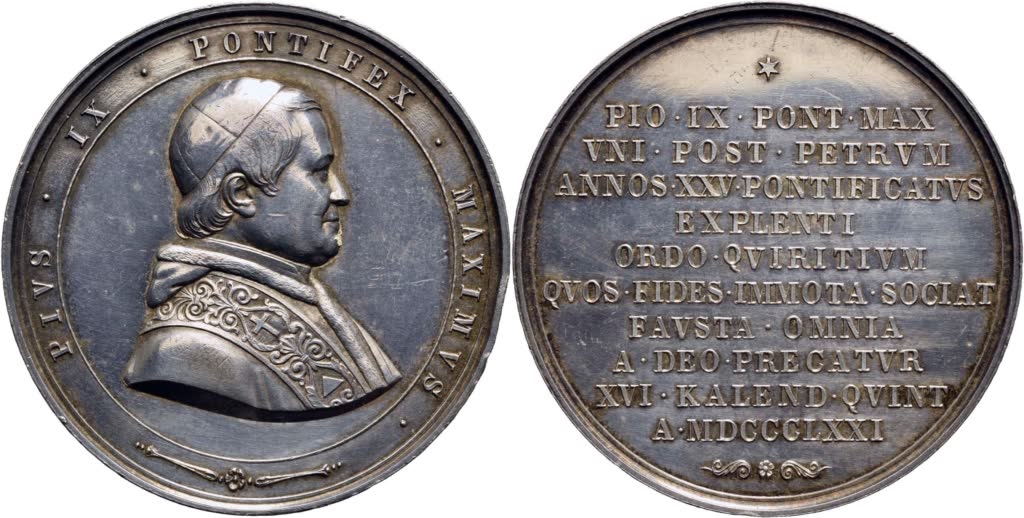 PIVS · IX · PONTIFEX · MAXIMVS ·
PIO · IX · PONT · MAX
VNI · POST · PETRVM
ANNOS · XXV · PONTIFICATVS
EXPLENTI
ORDO · QVIRITIVM
QVOS · FIDES · IMMOTA · SOCIAT
FAVSTA · OMNIA
A · DEO · PRECATVR
XVI · KALEND · QVINT
A · MDCCCLXXI